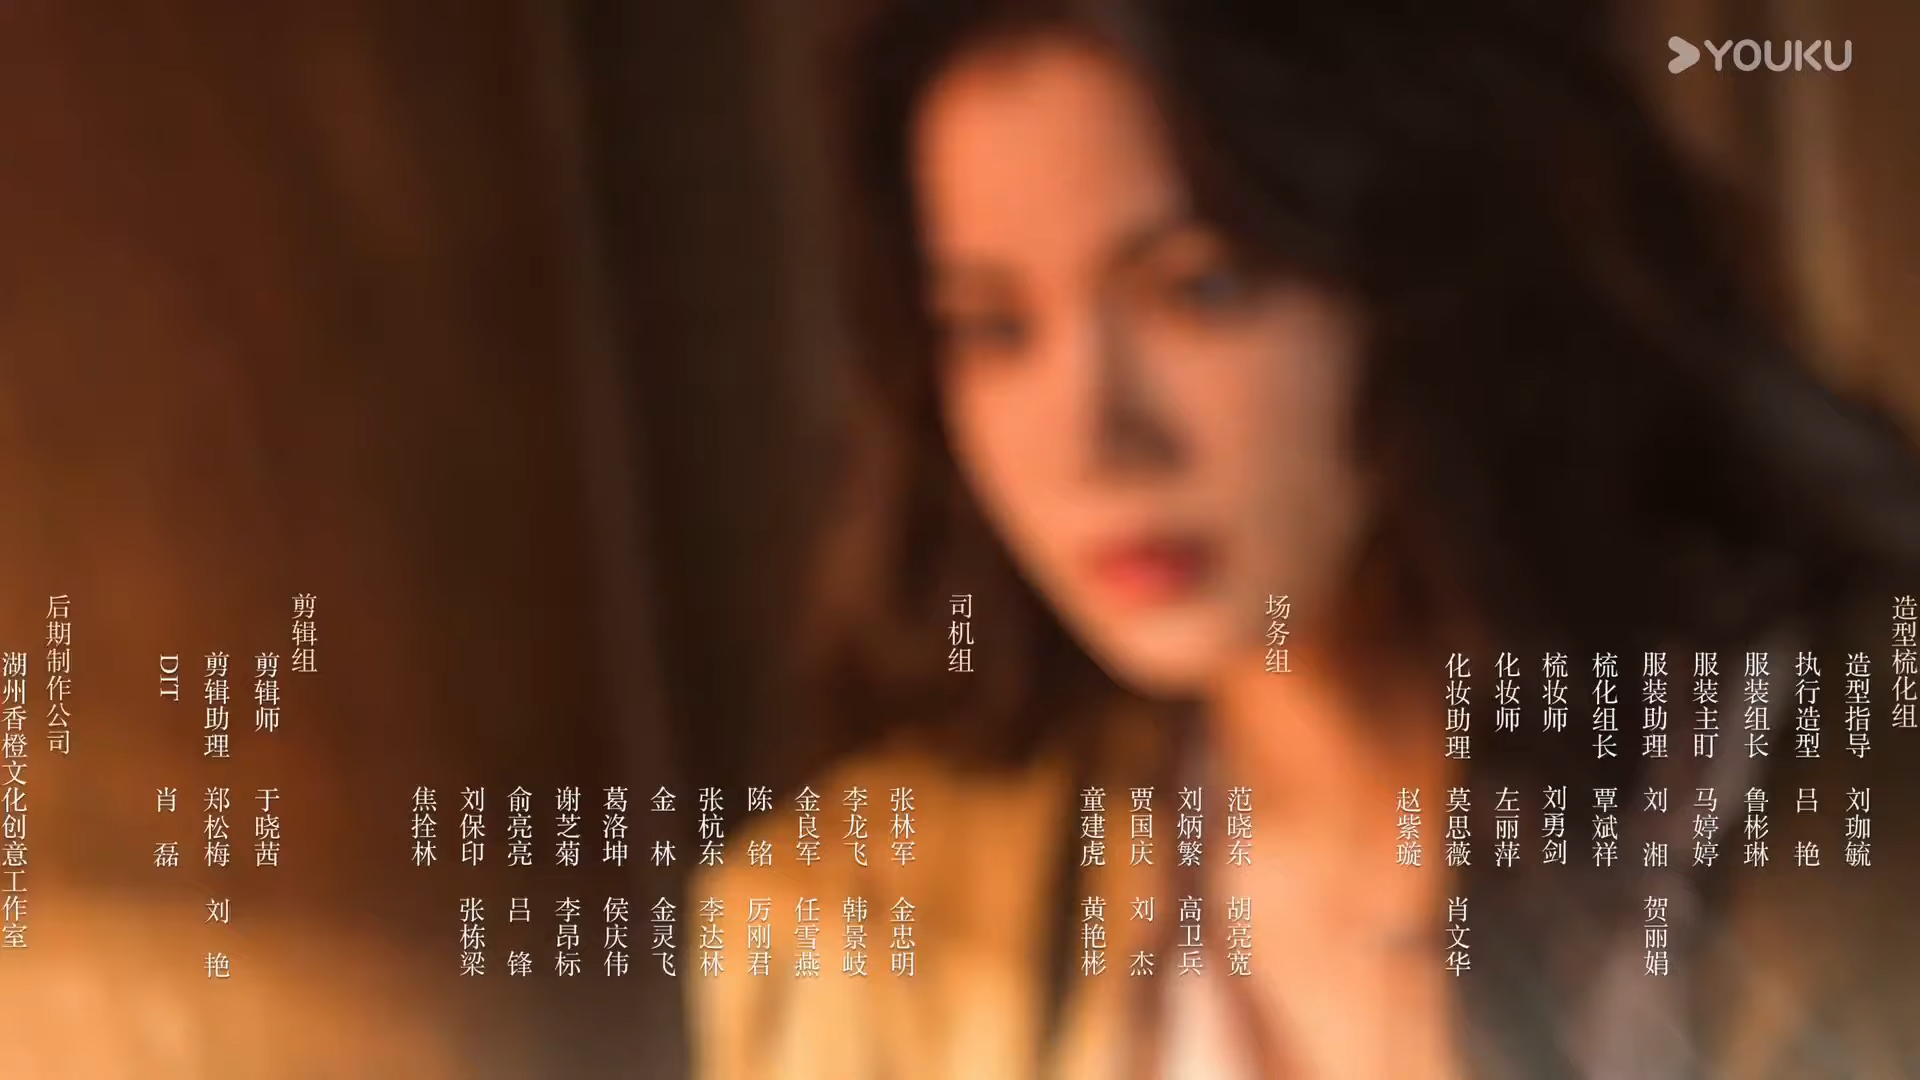 YOUKU
造型梳化组
造型指导 刘珈毓
执行造型 吕艳
服装组长 鲁彬琳
服装主盯 马婷婷
服装助理 刘湘 贺丽娟
梳化组长 覃斌祥
梳妆师 刘勇剑
化妆师 左丽萍
化妆助理 莫思薇 肖文华
赵紫璇
场务组
范晓东 胡亮宽
刘炳繁 高卫兵
贾国庆 刘杰
童建虎 黄艳彬
司机组
张林军 金忠明
李龙飞 韩景岐
金良军 任雪燕
陈铭 厉刚君
张杭东 李达林
金林 金灵飞
葛洛坤 侯庆伟
谢芝菊 李昂标
俞亮亮 吕锋
刘保印 张栋梁
焦拴林
剪辑组
剪辑师 于晓茜
剪辑助理 郑松梅 刘艳
DIT 肖磊
后期制作公司
湖州香橙文化创意工作室